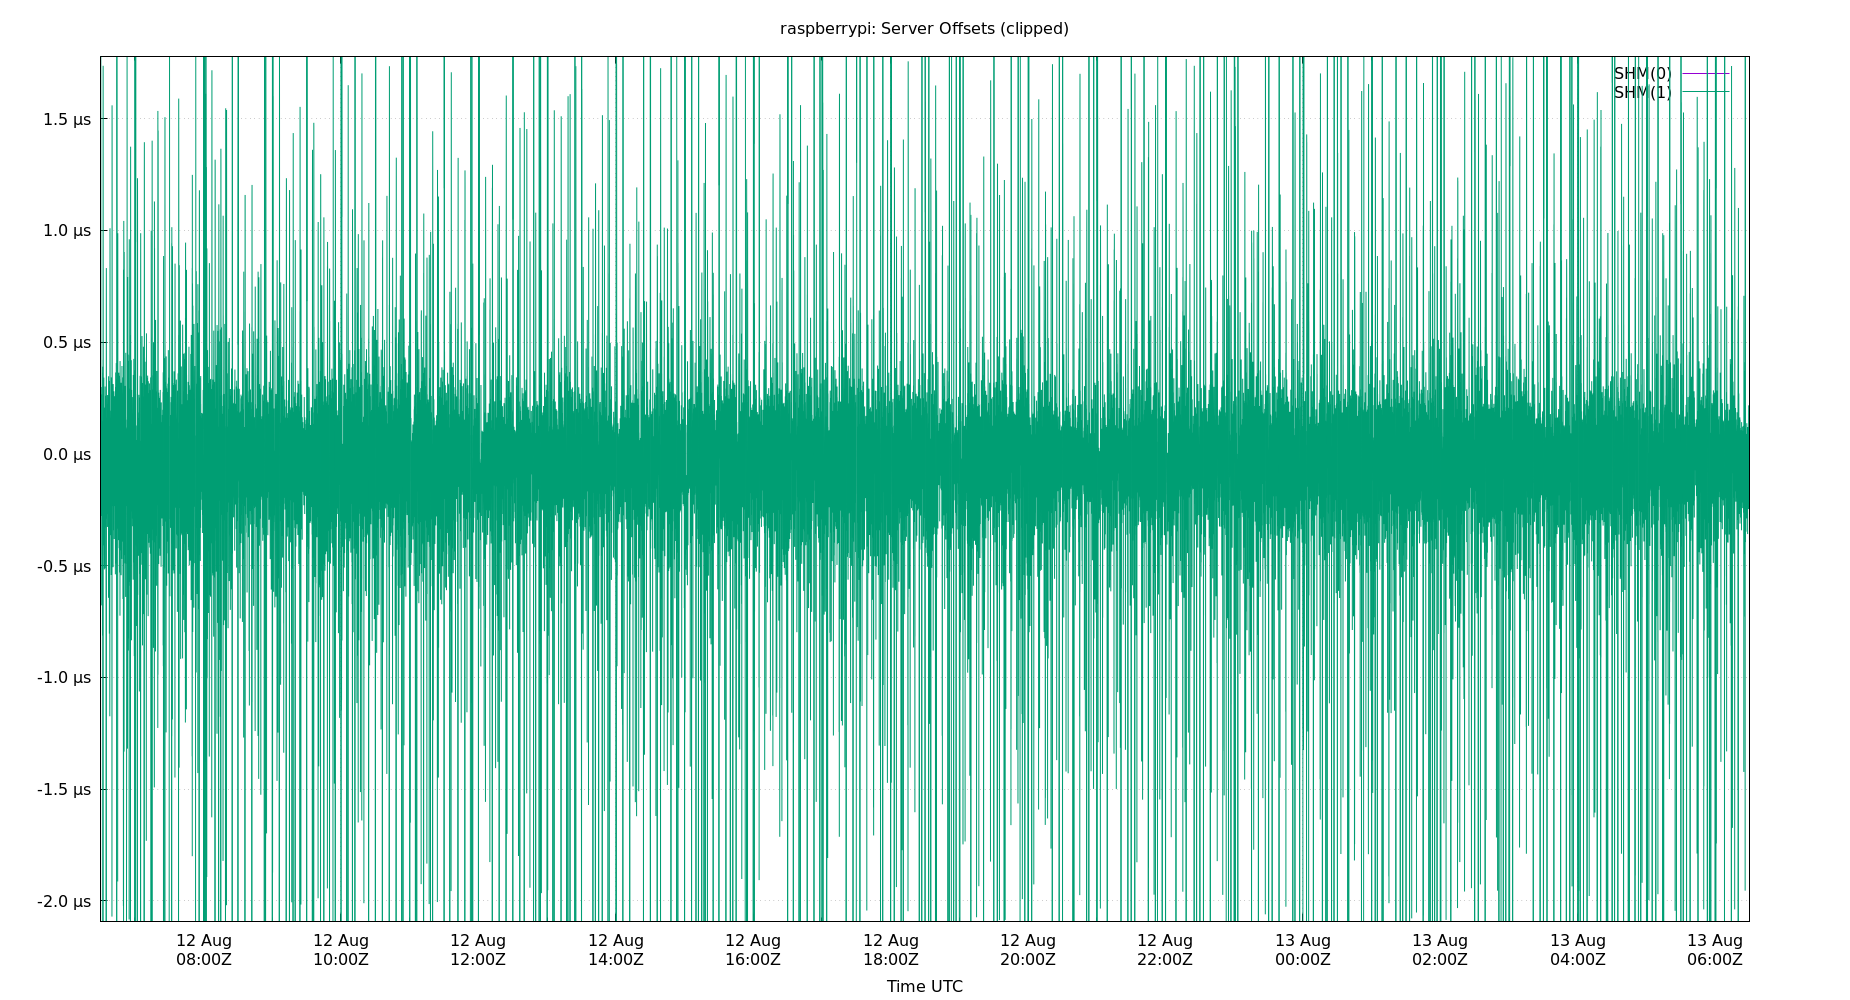 raspberrypi: Server Offsets (clipped)
SHM(0)
SHM(1)
1.5 µs
1.0 µs
0.5 µs
0.0 µs
-0.5 µs
-1.0 µs
-1.5 µs
-2.0 µs
12 Aug 12 Aug 12 Aug 12 Aug 12 Aug 12 Aug 12 Aug 12 Aug 13 Aug 13 Aug 13 Aug 13 Aug
08:00Z 10:00Z 12:00Z 14:00Z 16:00Z 18:00Z 20:00Z 22:00Z 00:00Z 02:00Z 04:00Z 06:00Z
Time UTC